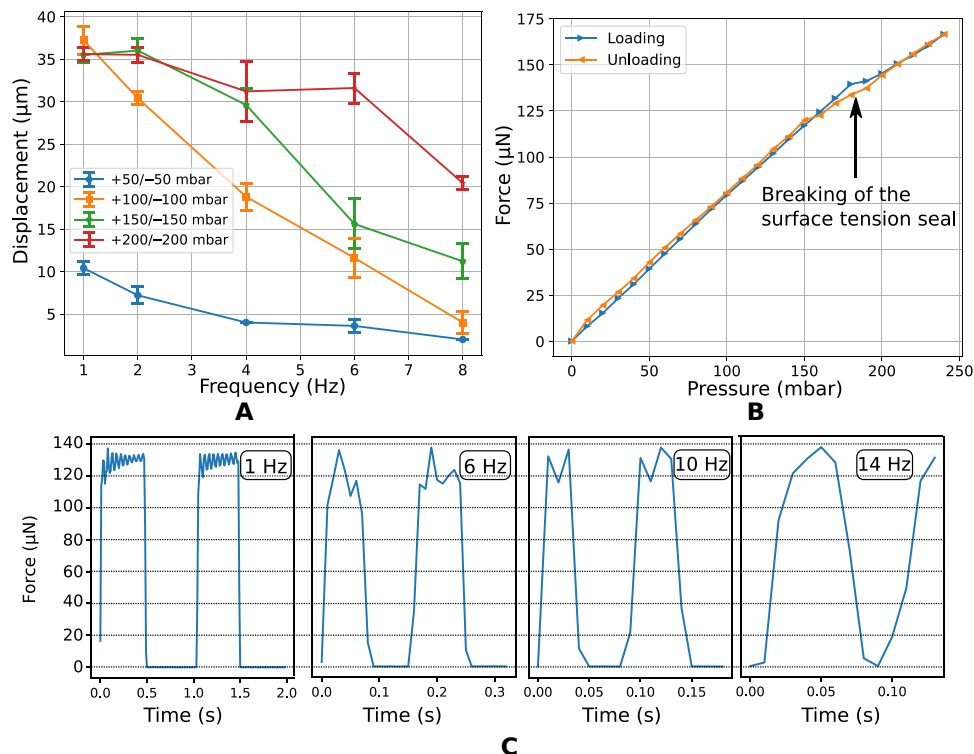 40
35
30
25
20
15
10
5
Displacement (μm)
+50/−50 mbar
+100/−100 mbar
+150/−150 mbar
+200/−200 mbar
1 2 3 4 5 6 7 8
Frequency (Hz)
A
175
150
125
100
75
50
25
0
Force (μN)
Loading
Unloading
Breaking of the
surface tension seal
0 50 100 150 200 250
Pressure (mbar)
B
140
120
100
80
60
40
20
0
Force (μN)
1 Hz
6 Hz
10 Hz
14 Hz
0.0 0.5 1.0 1.5 2.0
0.0 0.1 0.2 0.3
0.00 0.05 0.10 0.15
0.00 0.05 0.10
Time (s)
Time (s)
Time (s)
Time (s)
C